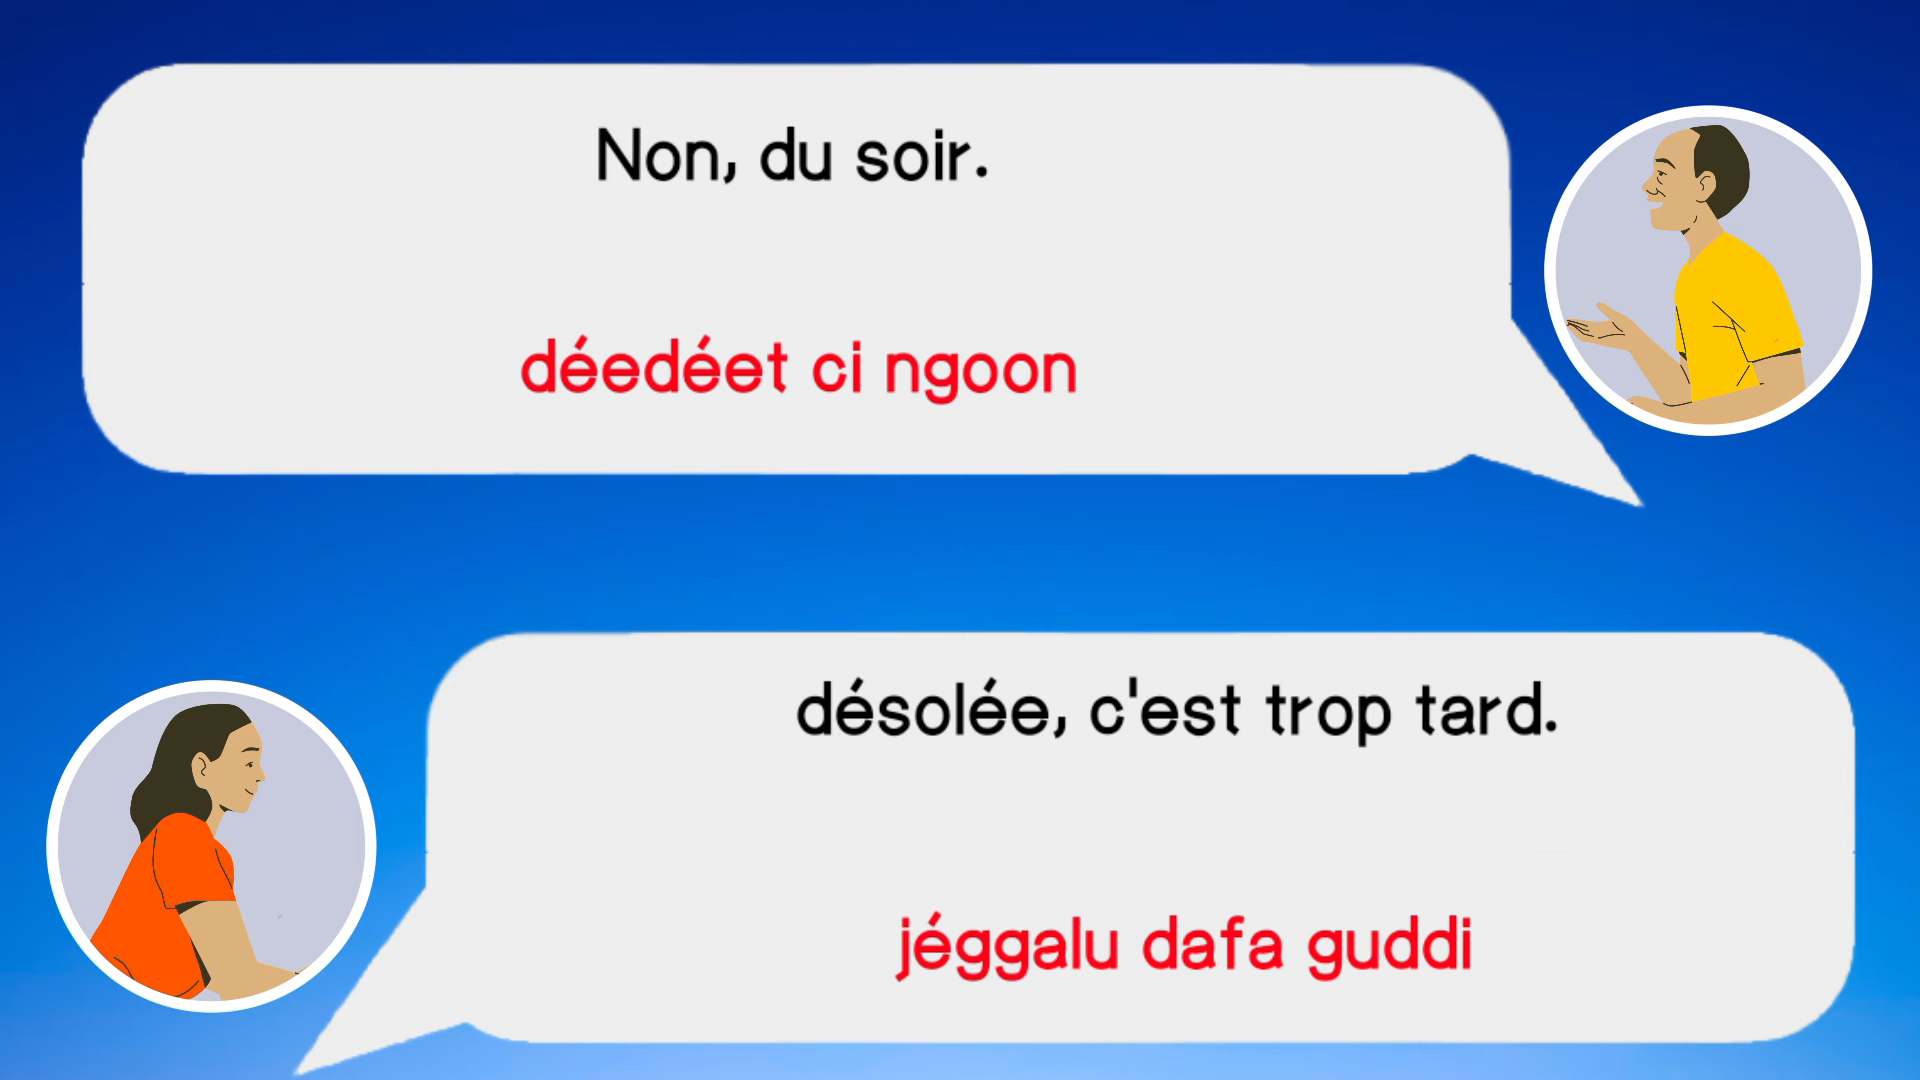 Non, du soir.
déedéet ci ngoon
désolée, c'est trop tard.
jéggalu dafa guddi